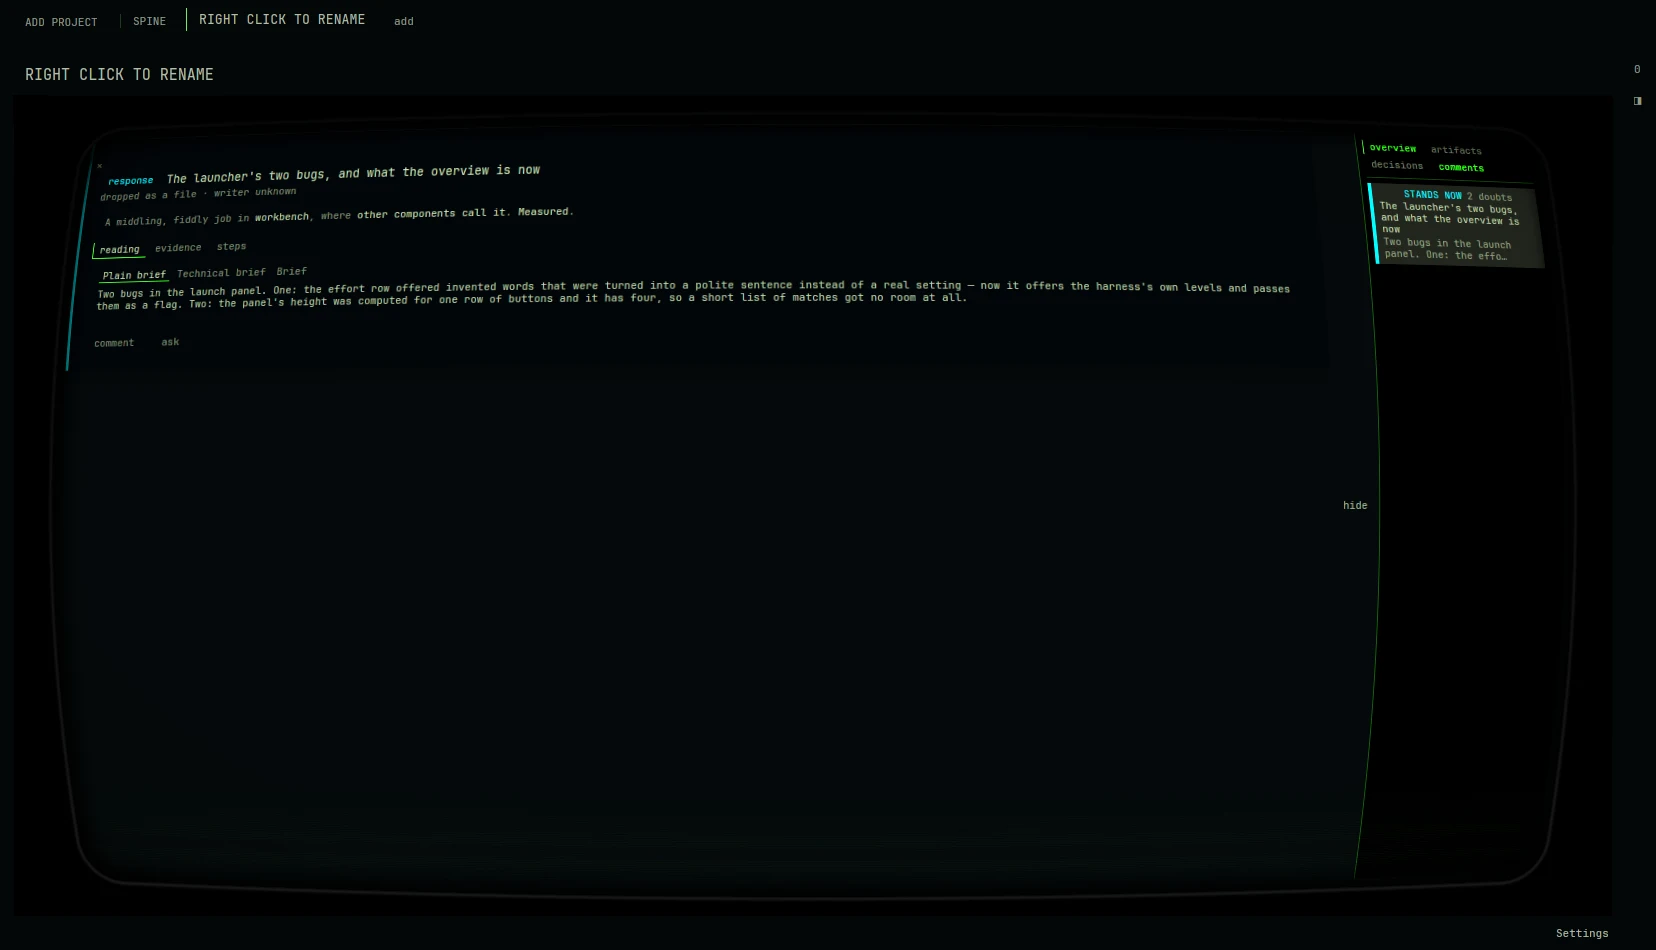 ADD PROJECT SPINE RIGHT CLICK TO RENAME add
RIGHT CLICK TO RENAME
0
×
response The launcher's two bugs, and what the overview is now
dropped as a file · writer unknown
A middling, fiddly job in workbench, where other components call it. Measured.
reading evidence steps
Plain brief Technical brief Brief
Two bugs in the launch panel. One: the effort row offered invented words that were turned into a polite sentence instead of a real setting — now it offers the harness's own levels and passes
them as a flag. Two: the panel's height was computed for one row of buttons and it has four, so a short list of matches got no room at all.
comment ask
overview artifacts
decisions comments
STANDS NOW 2 doubts
The launcher's two bugs,
and what the overview is
now
Two bugs in the launch
panel. One: the effo…
hide
Settings